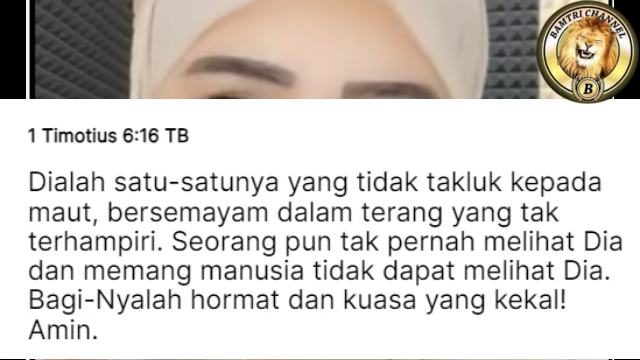 BAMTRI CHANNEL
B
1 Timotius 6:16 TB
Dialah satu-satunya yang tidak takluk kepada
maut, bersemayam dalam terang yang tak
terhampiri. Seorang pun tak pernah melihat Dia
dan memang manusia tidak dapat melihat Dia.
Bagi-Nyalah hormat dan kuasa yang kekal!
Amin.